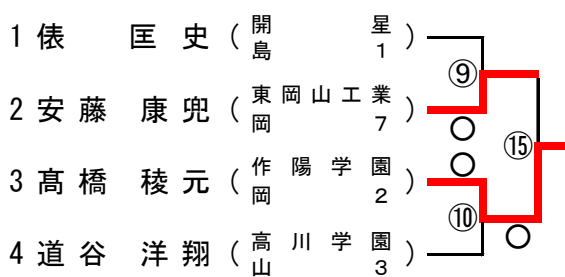 1 俵 匡史 (開星 島1)
⑨
2 安藤 康兜 (東岡山工業 岡7)
○
⑮
3 髙橋 稜元 (作陽学園 岡2)
○
⑩
4 道谷 洋翔 (高川学園 山3)
○